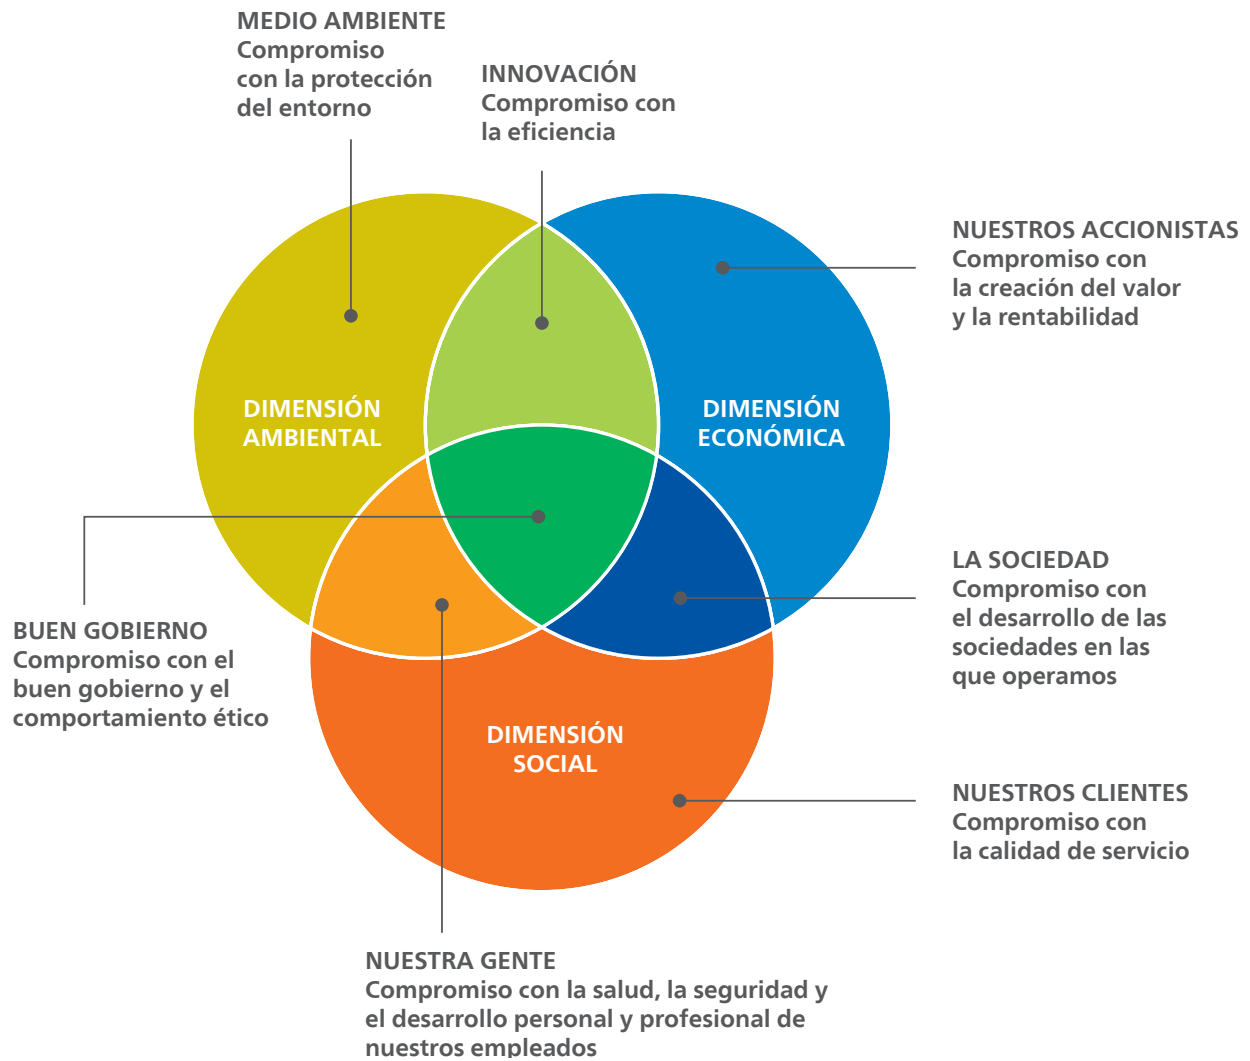 MEDIO AMBIENTE
Compromiso
con la protección
del entorno
INNOVACIÓN
Compromiso con
la eficiencia
NUESTROS ACCIONISTAS
Compromiso con
la creación del valor
y la rentabilidad
DIMENSIÓN
AMBIENTAL
DIMENSIÓN
ECONÓMICA
LA SOCIEDAD
Compromiso con
el desarrollo de las
sociedades en las
que operamos
BUEN GOBIERNO
Compromiso con el
buen gobierno y el
comportamiento ético
DIMENSIÓN
SOCIAL
NUESTROS CLIENTES
Compromiso con
la calidad de servicio
NUESTRA GENTE
Compromiso con la salud, la seguridad y
el desarrollo personal y profesional de
nuestros empleados